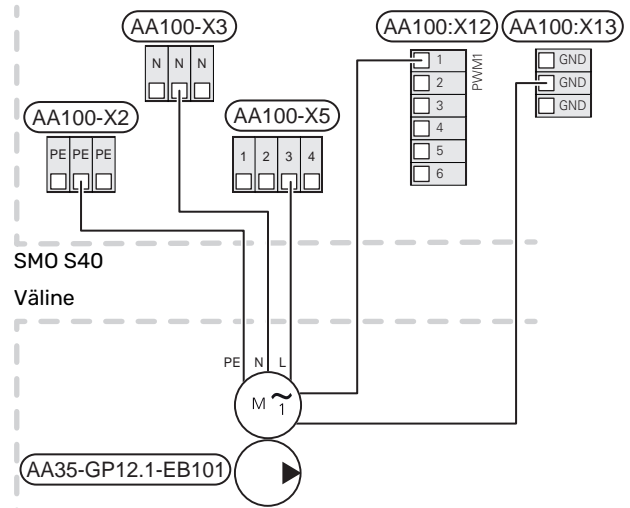 AA100-X3
AA100:X12
AA100:X13
N N N
1
2
3
4
5
6
PWM1
GND
GND
GND
AA100-X2
AA100-X5
PE PE PE
1 2 3 4
SMO S40
Väline
PE N L
M 1
AA35-GP12.1-EB101